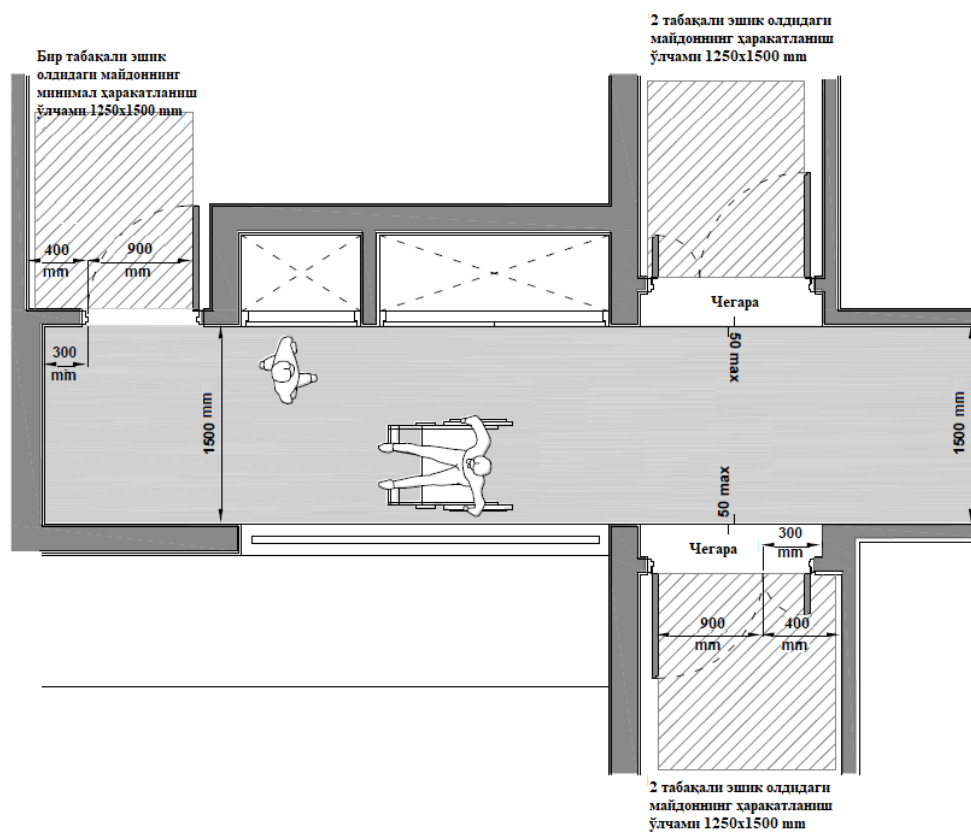 2 табақали эшик олдидаги
майдоннинг ҳаракатланиш
ўлчами 1250x1500 mm
Бир табақали эшик
олдидаги майдоннинг
минимал ҳаракатланиш
ўлчами 1250x1500 mm
400
mm
900
mm
Чегара
300
min
50 max
1500 mm
1500 mm
50 max
Чегара
300
mm
900
mm
400
mm
2 табақали эшик олдидаги
майдоннинг ҳаракатланиш
ўлчами 1250x1500 mm